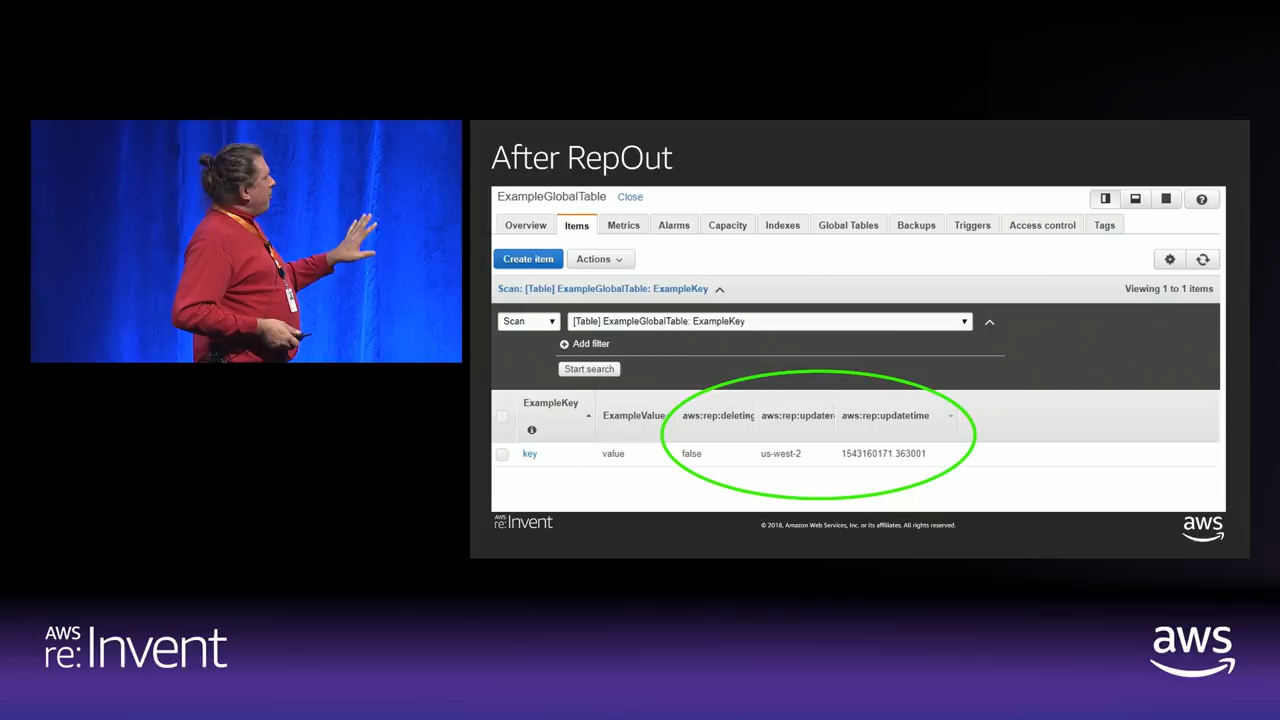 After RepOut
ExampleGlobalTable Close
Overview Items Metrics Alarms Capacity Indexes Global Tables Backups Triggers Access control Tags
Create item Actions
Scan: [Table] ExampleGlobalTable: ExampleKey Viewing 1 to 1 items
Scan [Table] ExampleGlobalTable: ExampleKey
Add filter
Start search
ExampleKey ExampleValue aws:rep:deleting aws:rep:updater aws:rep:updatetime
key value false us-west-2 1543160171.363001
AWS
re:Invent
© 2018, Amazon Web Services, Inc. or its affiliates. All rights reserved.
aws
AWS
re:Invent
aws